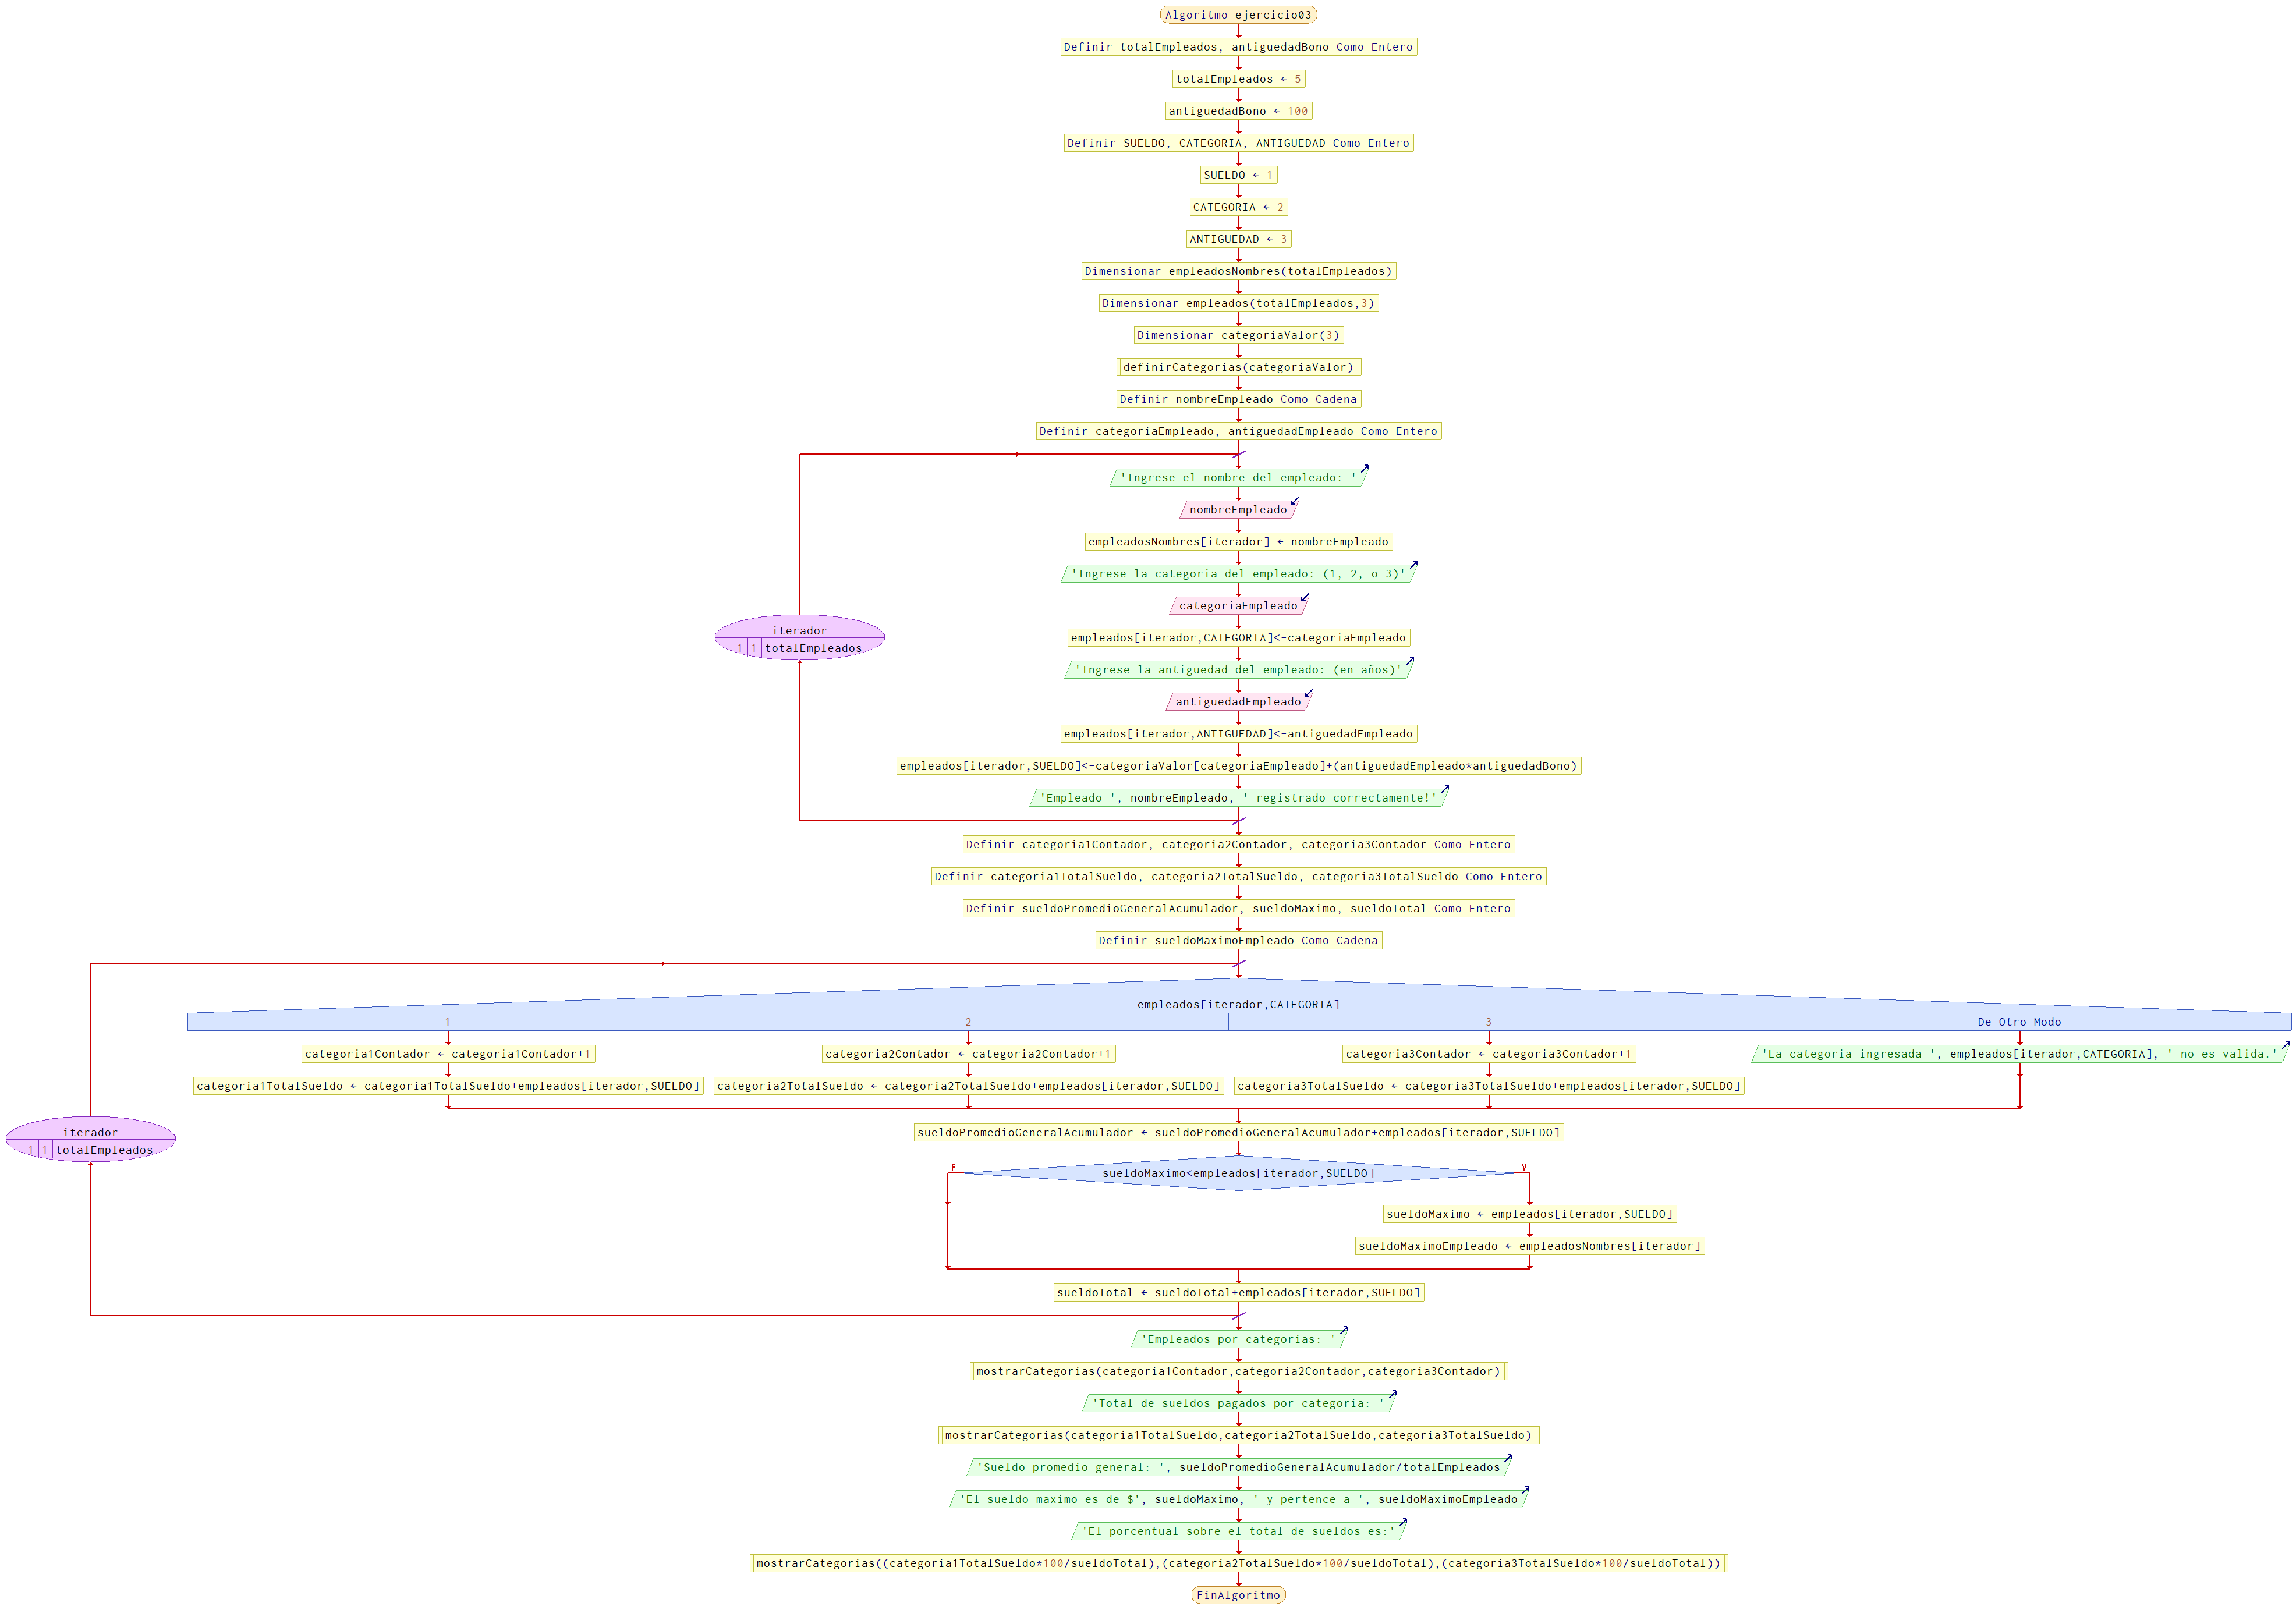 Algoritmo ejercicio03
Definir totalEmpleados, antiguedadBono Como Entero
totalEmpleados ← 5
antiguedadBono ← 100
Definir SUELDO, CATEGORIA, ANTIGUEDAD Como Entero
SUELDO ← 1
CATEGORIA ← 2
ANTIGUEDAD ← 3
Dimensionar empleadosNombres(totalEmpleados)
Dimensionar empleados(totalEmpleados,3)
Dimensionar categoriaValor(3)
definirCategorias(categoriaValor)
Definir nombreEmpleado Como Cadena
Definir categoriaEmpleado, antiguedadEmpleado Como Entero
'Ingrese el nombre del empleado: '
nombreEmpleado
empleadosNombres[iterador] ← nombreEmpleado
'Ingrese la categoria del empleado: (1, 2, o 3)'
categoriaEmpleado
iterador
1 1 totalEmpleados
empleados[iterador,CATEGORIA]<-categoriaEmpleado
'Ingrese la antiguedad del empleado: (en años)'
antiguedadEmpleado
empleados[iterador,ANTIGUEDAD]<-antiguedadEmpleado
empleados[iterador,SUELDO]<-categoriaValor[categoriaEmpleado]+(antiguedadEmpleado*antiguedadBono)
'Empleado ', nombreEmpleado, ' registrado correctamente!'
Definir categoria1Contador, categoria2Contador, categoria3Contador Como Entero
Definir categoria1TotalSueldo, categoria2TotalSueldo, categoria3TotalSueldo Como Entero
Definir sueldoPromedioGeneralAcumulador, sueldoMaximo, sueldoTotal Como Entero
Definir sueldoMaximoEmpleado Como Cadena
empleados[iterador,CATEGORIA]
1 2 3 De Otro Modo
categoria1Contador ← categoria1Contador+1
categoria2Contador ← categoria2Contador+1
categoria3Contador ← categoria3Contador+1
'La categoria ingresada ', empleados[iterador,CATEGORIA], ' no es valida.'
categoria1TotalSueldo ← categoria1TotalSueldo+empleados[iterador,SUELDO]
categoria2TotalSueldo ← categoria2TotalSueldo+empleados[iterador,SUELDO]
categoria3TotalSueldo ← categoria3TotalSueldo+empleados[iterador,SUELDO]
iterador
1 1 totalEmpleados
sueldoPromedioGeneralAcumulador ← sueldoPromedioGeneralAcumulador+empleados[iterador,SUELDO]
F
sueldoMaximo<empleados[iterador,SUELDO]
V
sueldoMaximo ← empleados[iterador,SUELDO]
sueldoMaximoEmpleado ← empleadosNombres[iterador]
sueldoTotal ← sueldoTotal+empleados[iterador,SUELDO]
'Empleados por categorias: '
mostrarCategorias(categoria1Contador,categoria2Contador,categoria3Contador)
'Total de sueldos pagados por categoria: '
mostrarCategorias(categoria1TotalSueldo,categoria2TotalSueldo,categoria3TotalSueldo)
'Sueldo promedio general: ', sueldoPromedioGeneralAcumulador/totalEmpleados
'El sueldo maximo es de $', sueldoMaximo, ' y pertence a ', sueldoMaximoEmpleado
'El porcentual sobre el total de sueldos es:'
mostrarCategorias((categoria1TotalSueldo*100/sueldoTotal),(categoria2TotalSueldo*100/sueldoTotal),(categoria3TotalSueldo*100/sueldoTotal))
FinAlgoritmo